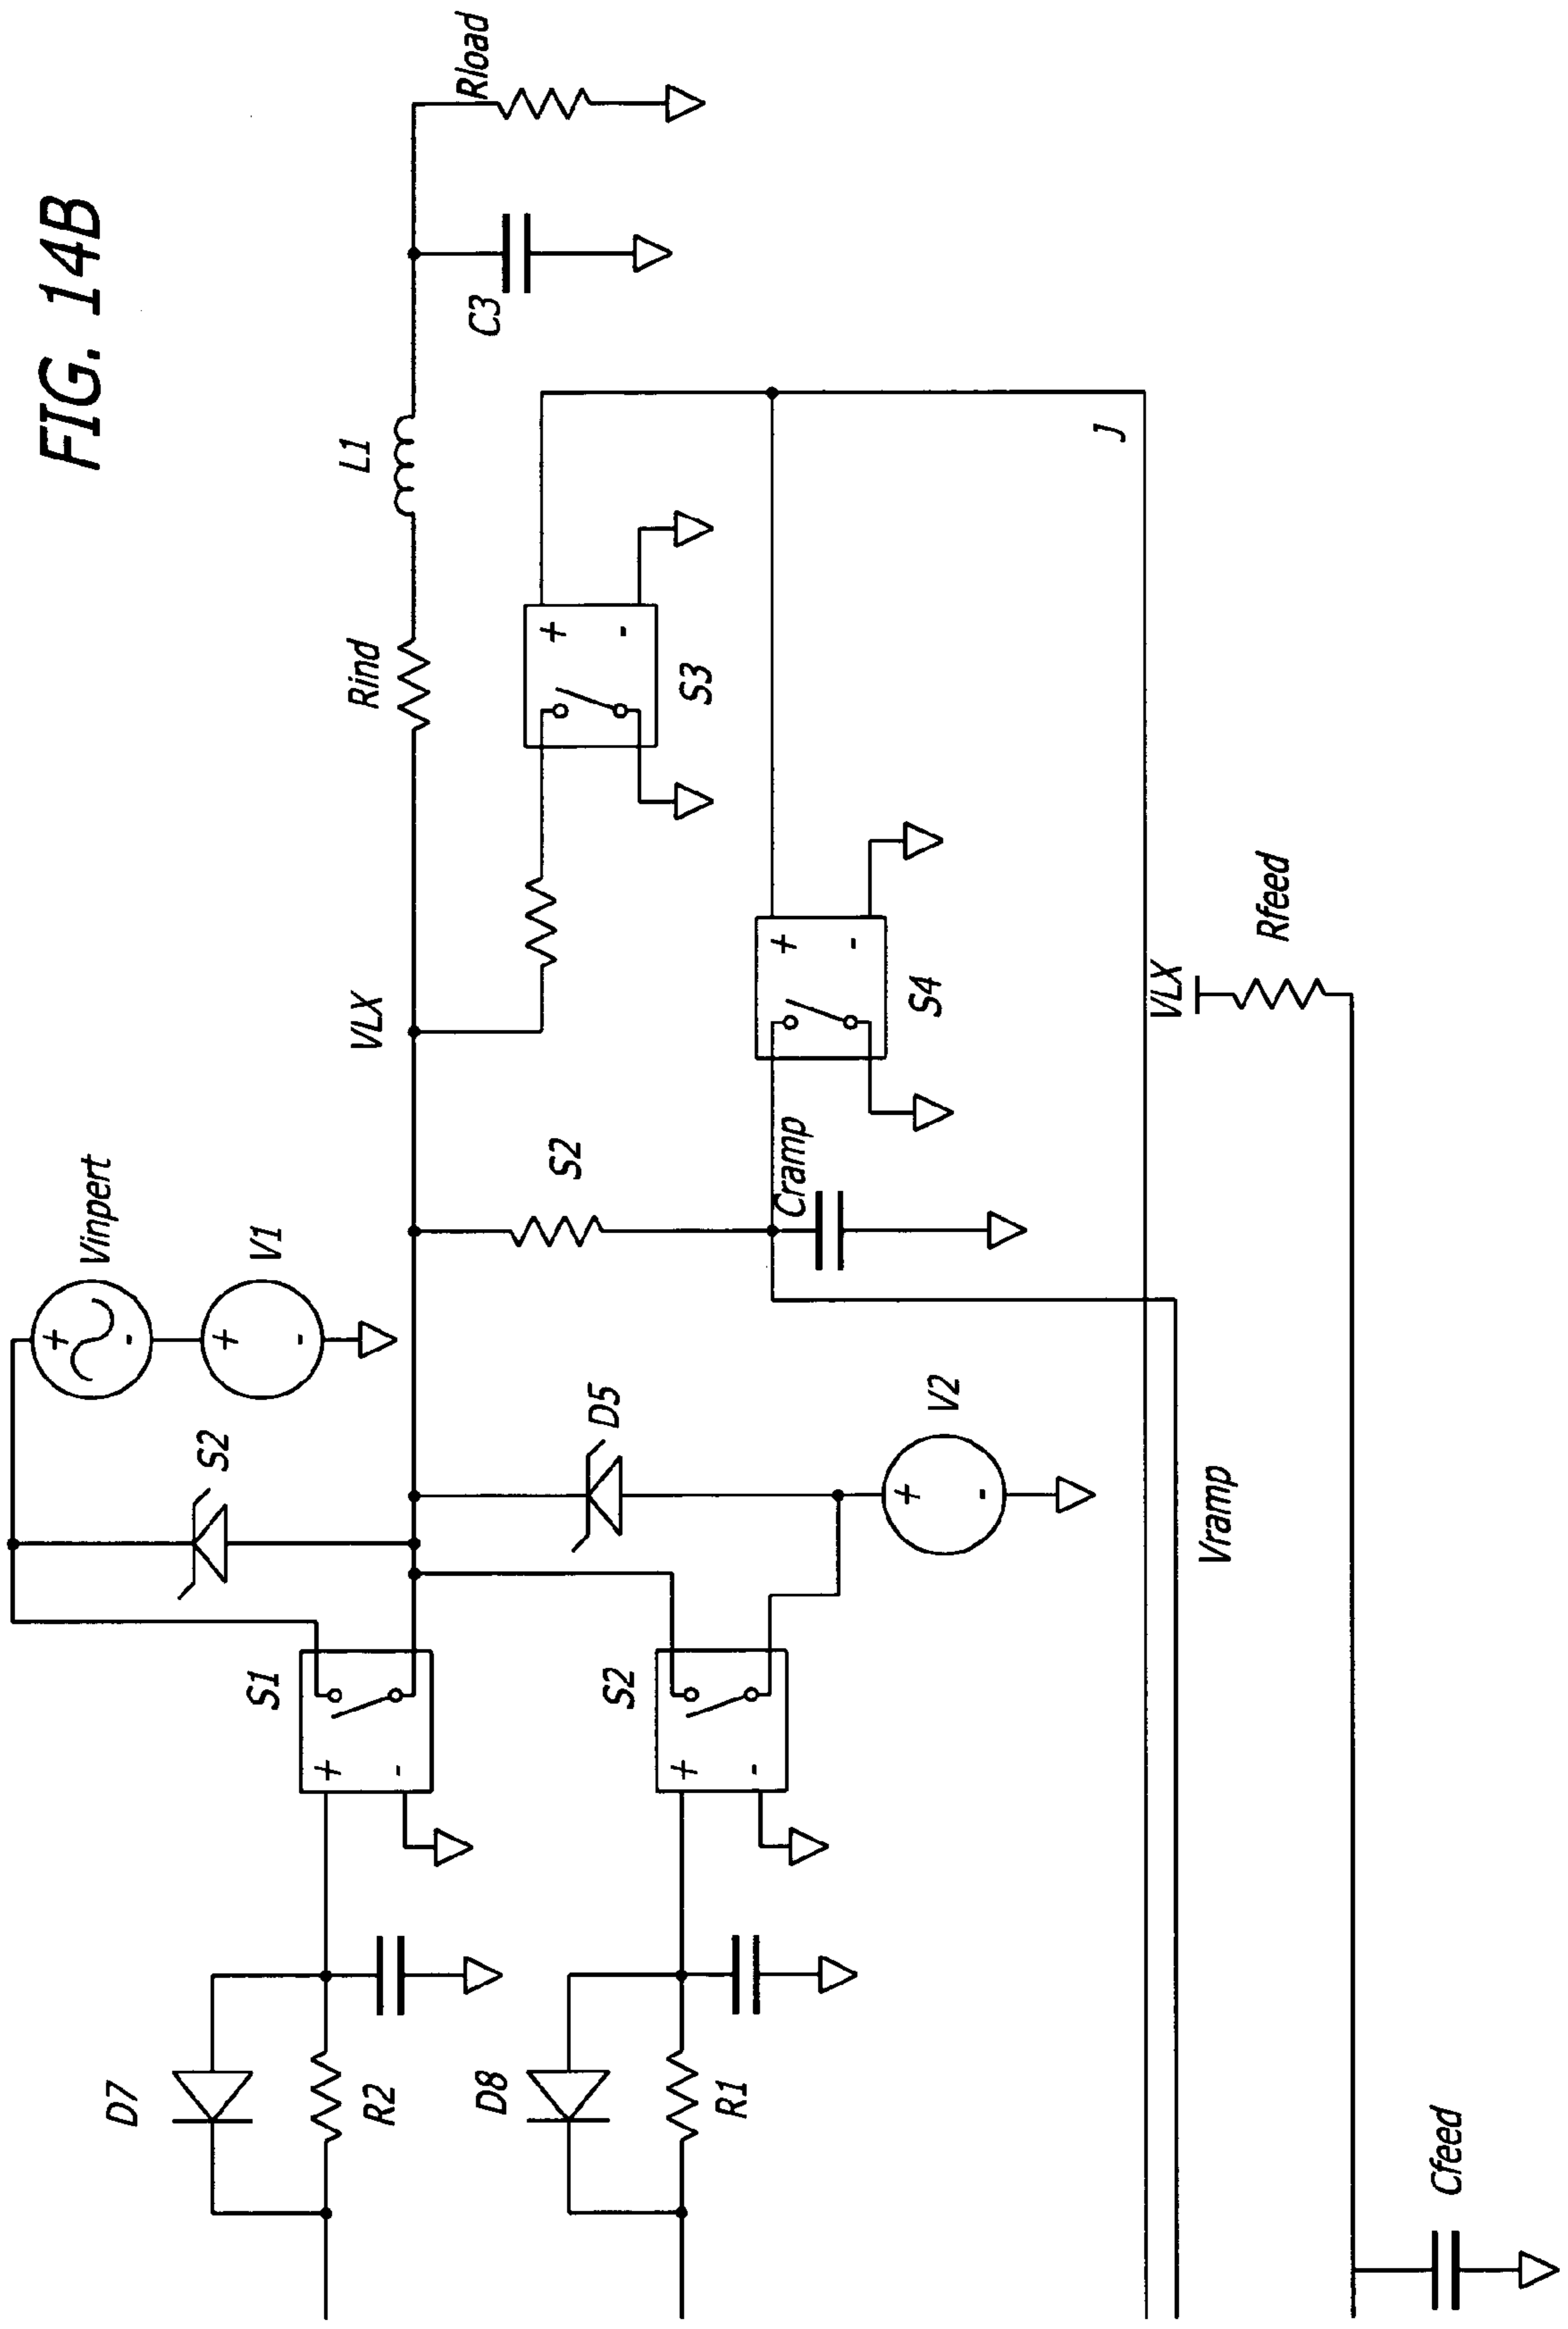 FIG. 14B
Vinpert
+
-
V1
+
-
S2
D7
S1
+
-
R2
VLX
Rind
L1
Rload
C3
D8
S2
+
-
R1
D5
S2
+
-
S3
V2
+
-
Cramp
+
-
S4
J
VLX
Vramp
Rfeed
Cfeed